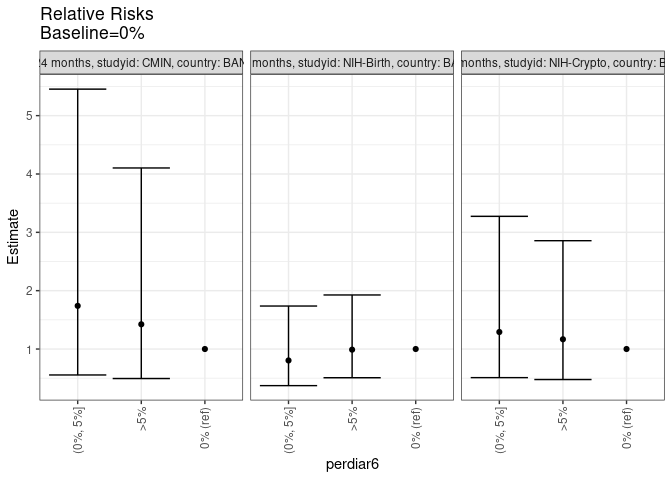 Relative Risks
Baseline=0%
24 months, studyid: CMIN, country: BAN
months, studyid: NIH-Birth, country: BA
months, studyid: NIH-Crypto, country: B
Estimate
5
4
3
2
1
(0%, 5%]
>5%
0% (ref)
(0%, 5%]
>5%
0% (ref)
(0%, 5%]
>5%
0% (ref)
perdiar6